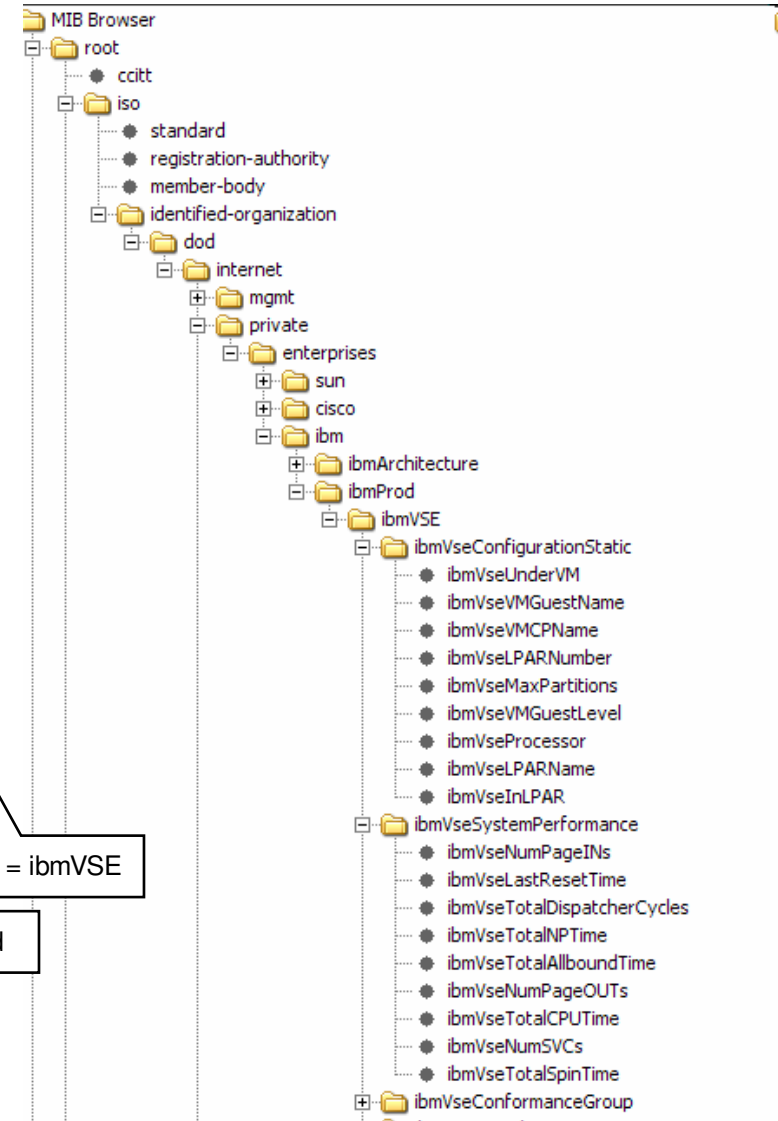 MIB Browser
root
ccitt
iso
standard
registration-authority
member-body
identified-organization
dod
internet
mgmt
private
enterprises
sun
cisco
ibm
ibmArchitecture
ibmProd
ibmVSE
ibmVseConfigurationStatic
ibmVseUnderVM
ibmVseVMGuestName
ibmVseVMCPName
ibmVseLPARNumber
ibmVseMaxPartitions
ibmVseVMGuestLevel
ibmVseProcessor
ibmVseLPARName
ibmVseInLPAR
ibmVseSystemPerformance
ibmVseNumPageINs
= ibmVSE
ibmVseLastResetTime
ibmVseTotalDispatcherCycles
ibmVseTotalNPTime
ibmVseTotalAllboundTime
ibmVseNumPageOUTs
ibmVseTotalCPUTime
ibmVseNumSVCs
ibmVseTotalSpinTime
ibmVseConformanceGroup